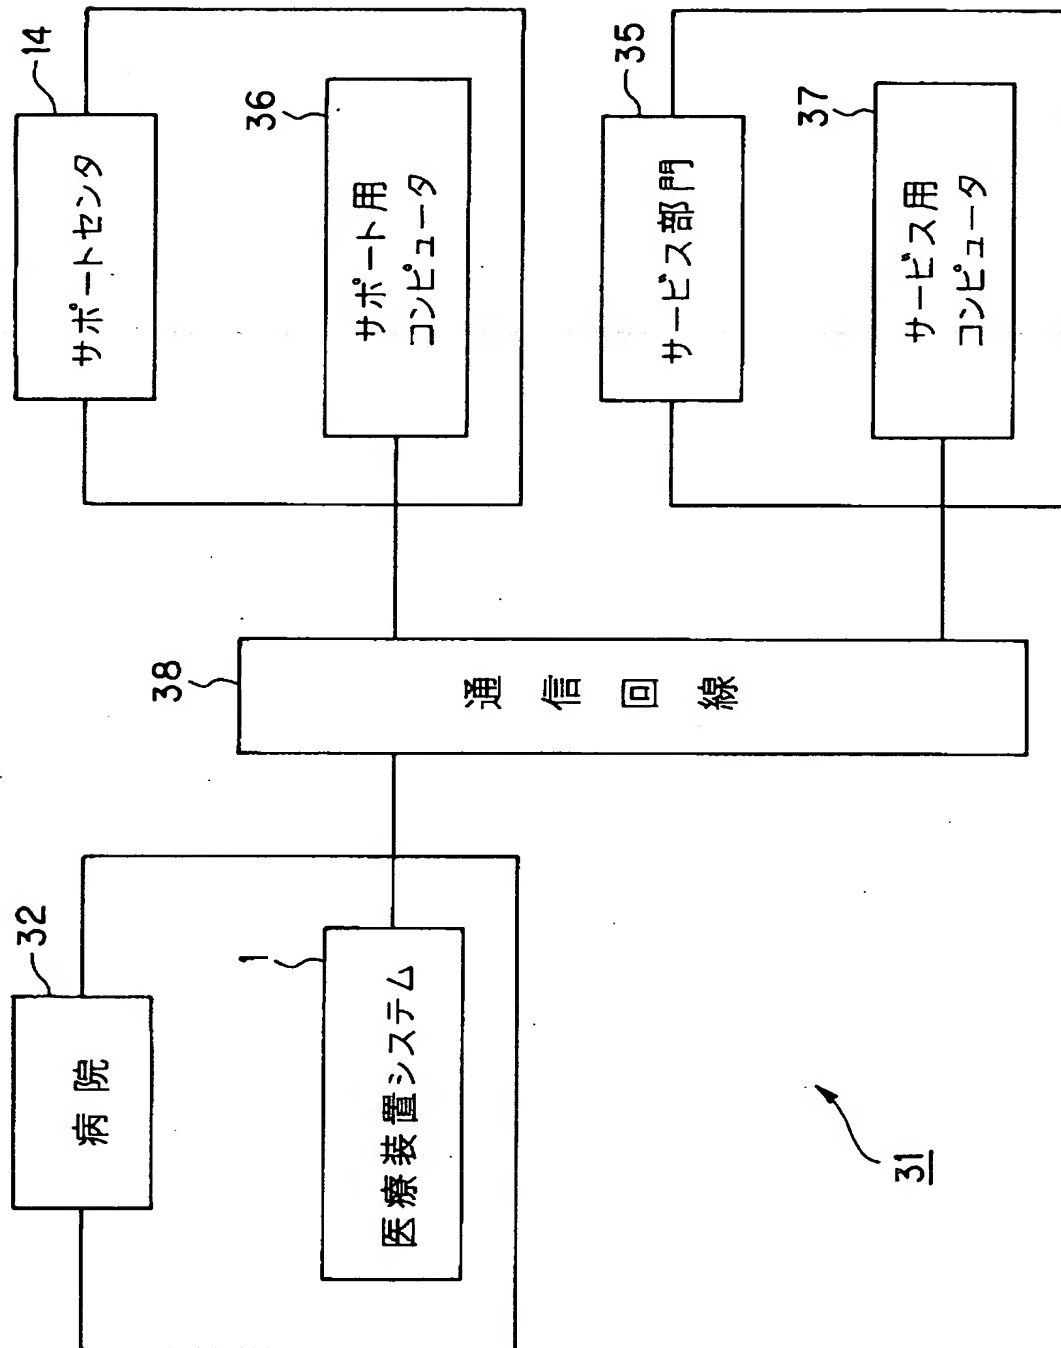 病院
32
医療装置システム
1
通信回線
38
サポートセンタ
14
サポート用
コンピュータ
36
サービス部門
35
サービス用
コンピュータ
37
31